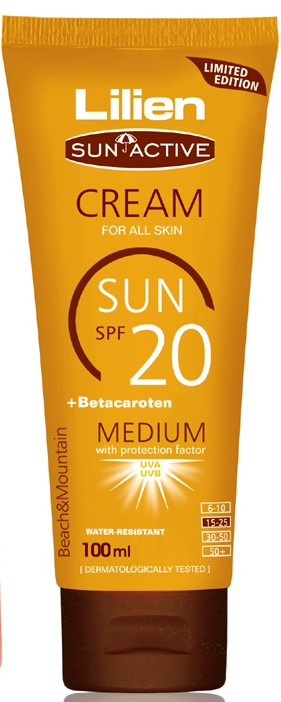 LIMITED
EDITION
Lilien
SUN ACTIVE
CREAM
FOR ALL SKIN
SUN
SPF 20
+Betacaroten
MEDIUM
with protection factor
UVA
UVB
Beach&Mountain
WATER-RESISTANT
100ml
[ DERMATOLOGICALLY TESTED ]
6-10
15-25
30-50
50+